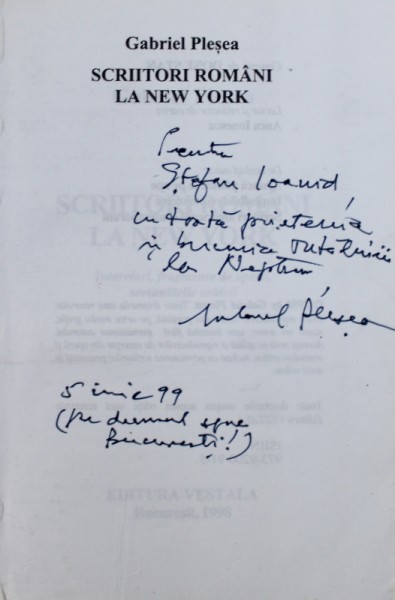 Gabriel Pleșea
SCRIITORI ROMÂNI
LA NEW YORK
Pentru
Ștefan Ioanid,
cu toată prietenia
și bucuria întâlnirii
la Neptun,
Gabriel Pleșea
5 iunie 99
(pe drumul spre
București!)
EDITURA VESTALA
București, 1998